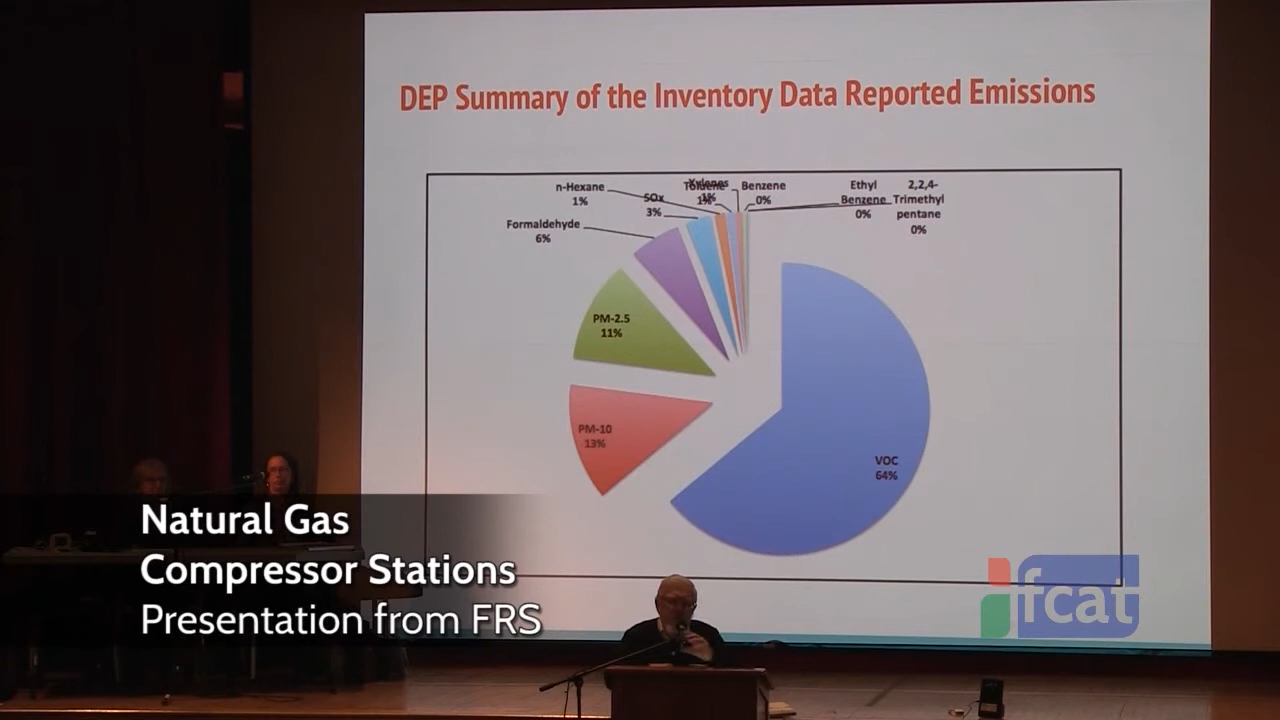 DEP Summary of the Inventory Data Reported Emissions
n-Hexane
1%
SOx
3%
Toluene
1%
Xylenes
1%
Benzene
0%
Ethyl
Benzene
0%
2,2,4-
Trimethyl
pentane
0%
Formaldehyde
6%
PM-2.5
11%
PM-10
13%
VOC
64%
Natural Gas
Compressor Stations
Presentation from FRS
fcat